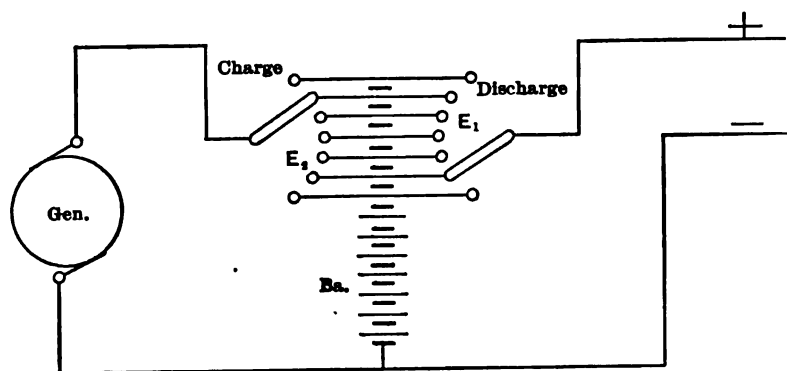 +
Charge
Discharge
E₁
E₂
Gen.
Ba.
—